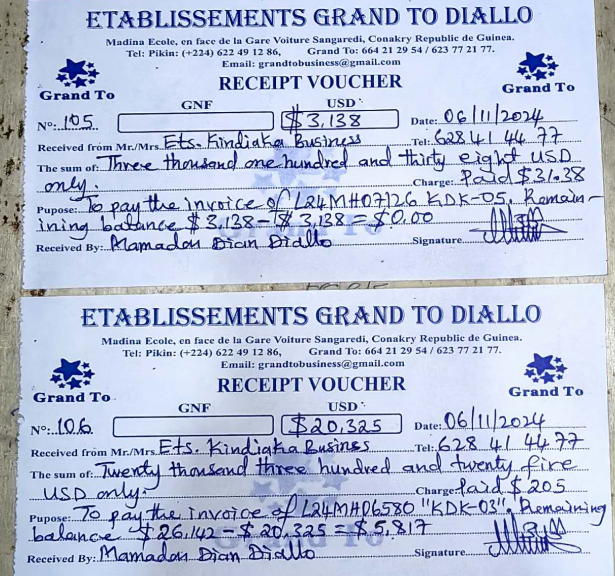 ETABLISSEMENTS GRAND TO DIALLO
Madina Ecole, en face de la Gare Voiture Sangaredi, Conakry Republic de Guinea.
Tel: Pikin: (+224) 622 49 12 86, Grand To: 664 21 29 54 / 623 77 21 77.
Email: grandtobusiness@gmail.com
RECEIPT VOUCHER
Grand To
Grand To
GNF USD
Nº: 105 $3,138 Date: 06/11/2024
Received from Mr./Mrs. Ets. Kindiaka Business Tel: 628 41 44 77
The sum of: Three thousand one hundred and thirty eight USD
only. Charge: Paid $31.38
Pupose: To pay the invoice of L24MH07126 KDK-05. Remain-
ining balance $3,138 - $3,138 = $0.00
Received By: Mamadou Dian Diallo Signature
ETABLISSEMENTS GRAND TO DIALLO
Madina Ecole, en face de la Gare Voiture Sangaredi, Conakry Republic de Guinea.
Tel: Pikin: (+224) 622 49 12 86, Grand To: 664 21 29 54 / 623 77 21 77.
Email: grandtobusiness@gmail.com
RECEIPT VOUCHER
Grand To
Grand To
GNF USD
Nº: 106 $20,325 Date: 06/11/2024
Received from Mr./Mrs. Ets. Kindiaka Businss Tel: 628 41 44 77
The sum of: Twenty thousand three hundred and twenty five
USD only. Charge: Paid $205
Pupose: To pay the invoice of L24MH06580 "KDK-03". Remaining
balance $26,142 - $20,325 = $5,817
Received By: Mamadou Dian Diallo Signature